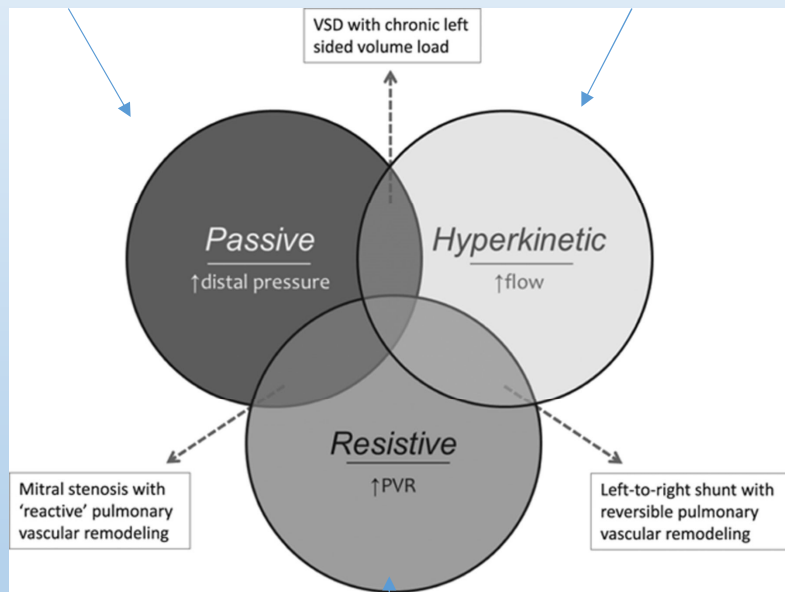 VSD with chronic left
sided volume load
Passive
↑distal pressure
Hyperkinetic
↑flow
Resistive
↑PVR
Mitral stenosis with
‘reactive’ pulmonary
vascular remodeling
Left-to-right shunt with
reversible pulmonary
vascular remodeling